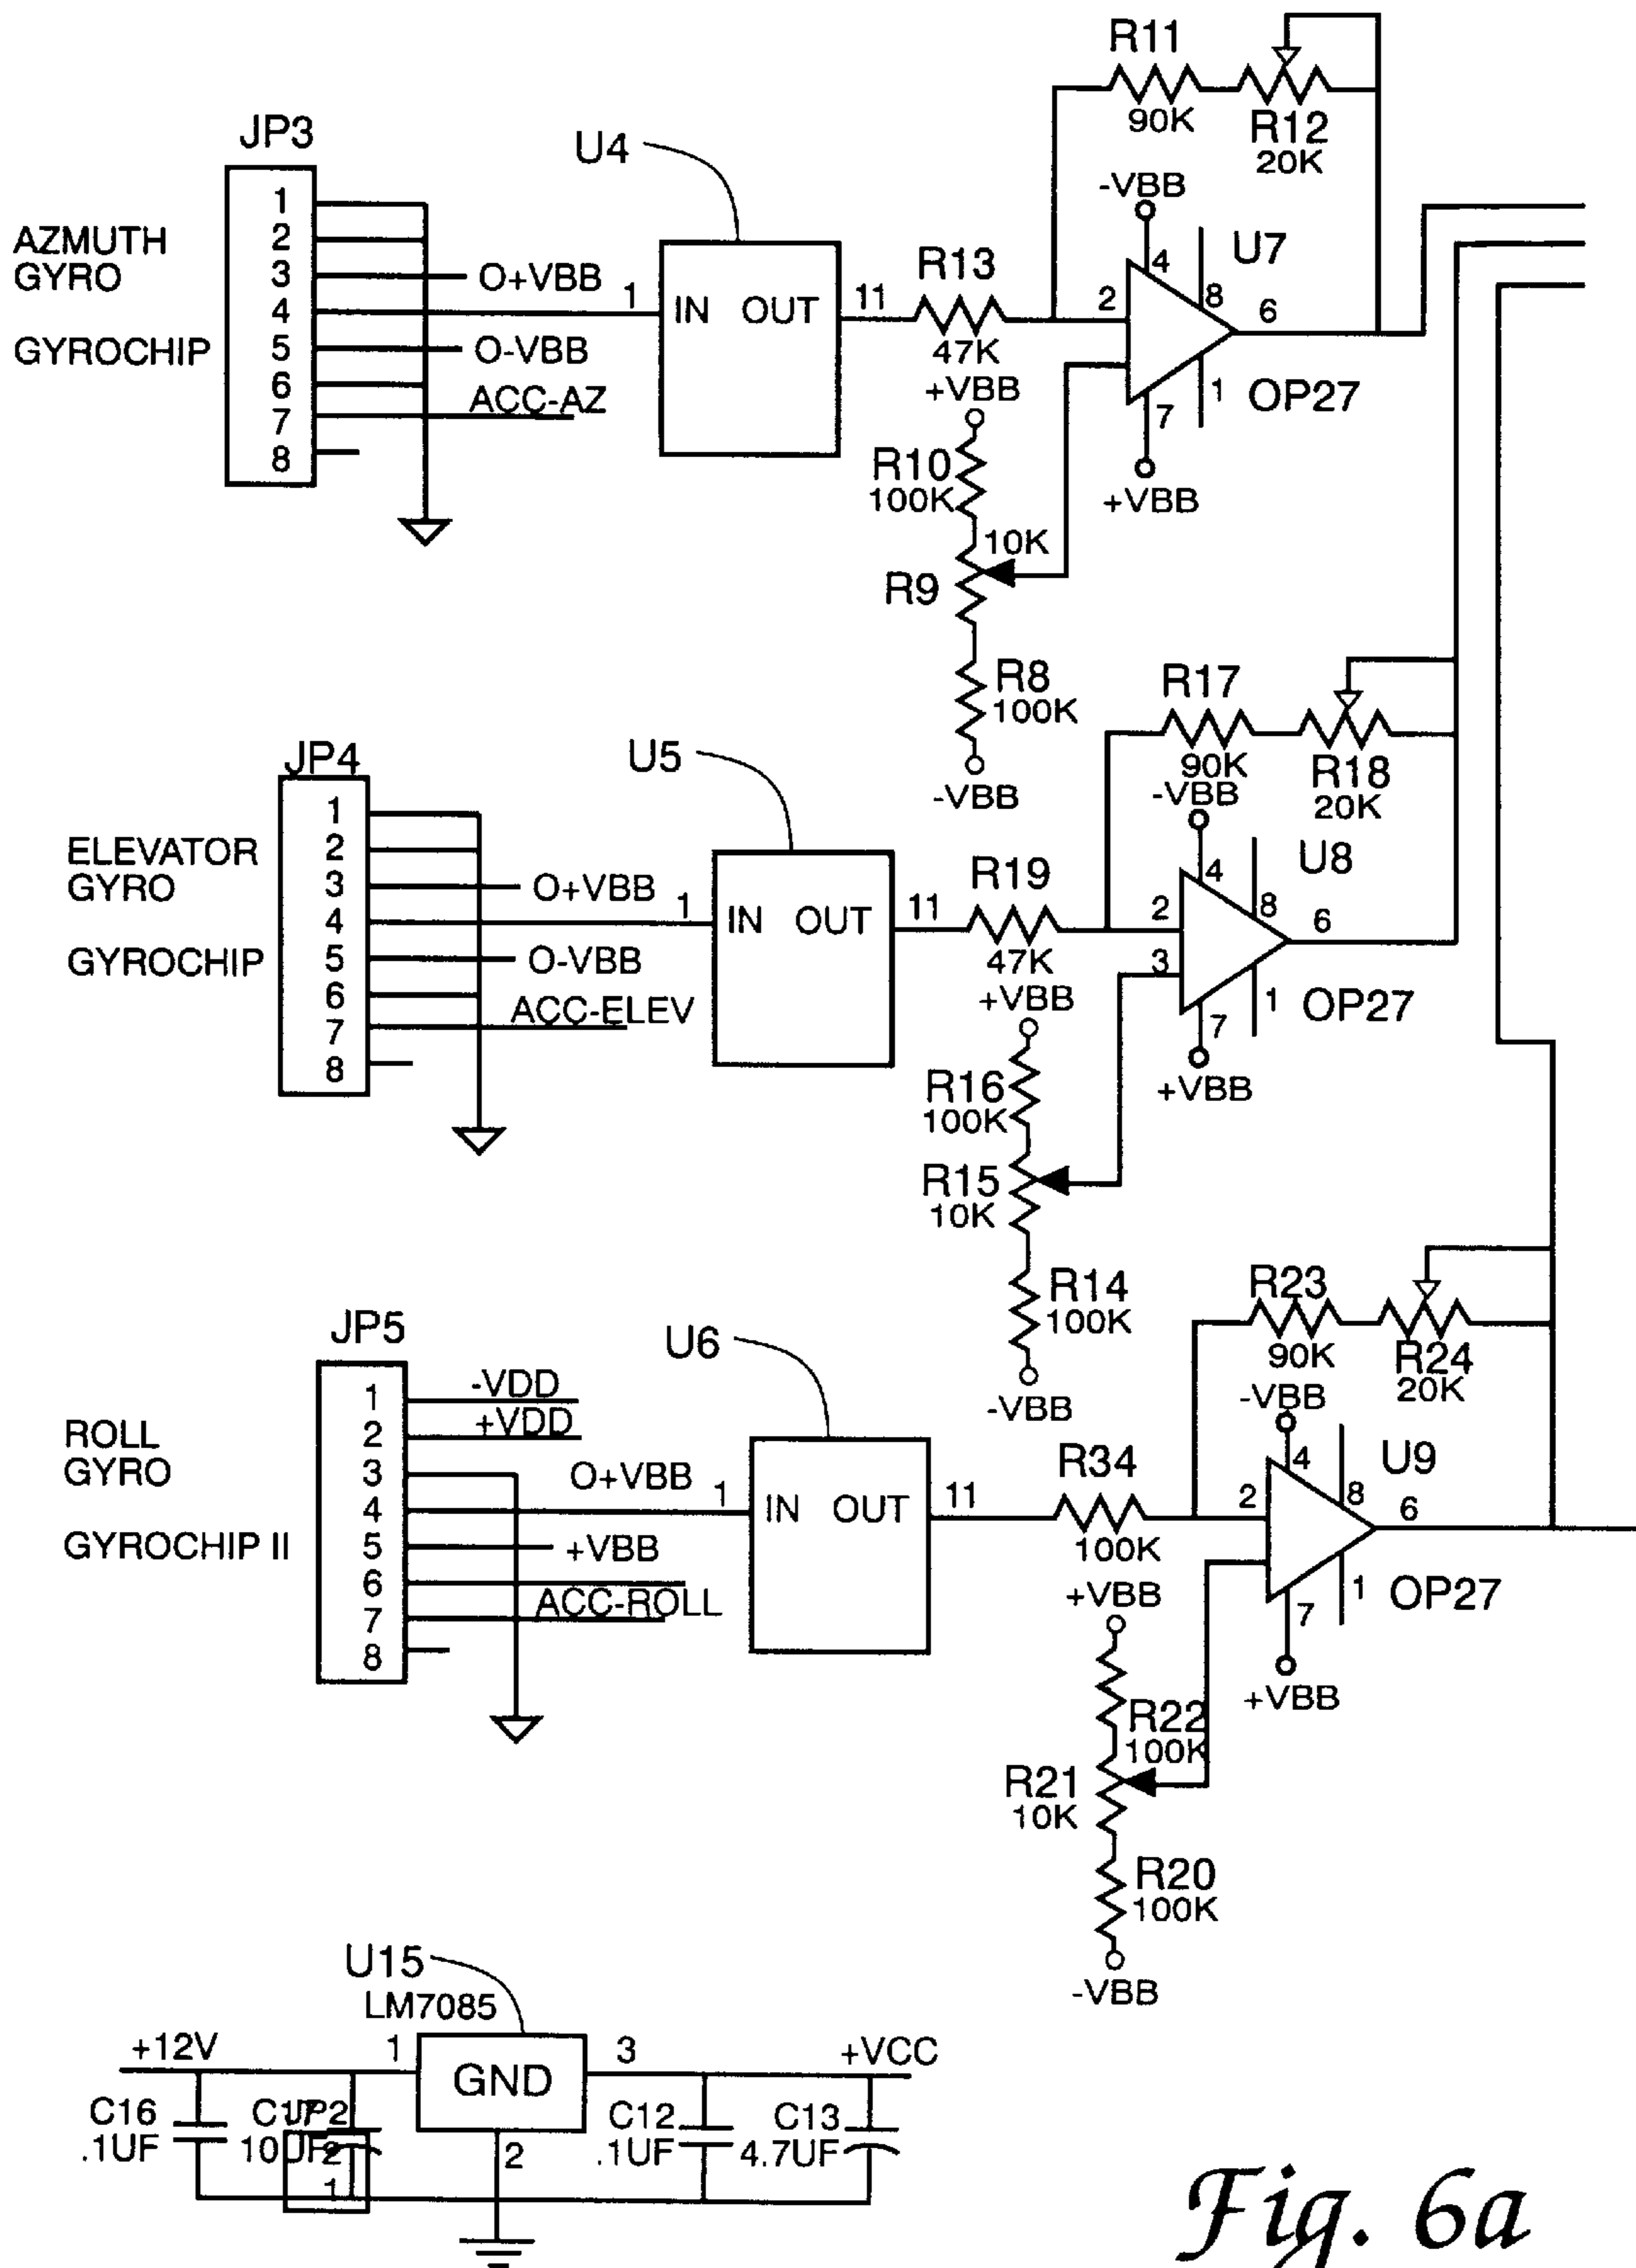 R11
90K
R12
20K
JP3
1
2
3
4
5
6
7
8
AZMUTH
GYRO
GYROCHIP
O+VBB
O-VBB
ACC-AZ
U4
1
IN OUT
11
R13
47K
-VBB
4
2
8
U7
6
1
7
OP27
+VBB
+VBB
R10
100K
10K
R9
R8
100K
-VBB
R17
90K
R18
20K
JP4
1
2
3
4
5
6
7
8
ELEVATOR
GYRO
GYROCHIP
O+VBB
O-VBB
ACC-ELEV
U5
1
IN OUT
11
R19
47K
-VBB
4
2
3
8
U8
6
1
7
OP27
+VBB
+VBB
R16
100K
R15
10K
R14
100K
-VBB
R23
90K
R24
20K
JP5
1
2
3
4
5
6
7
8
ROLL
GYRO
GYROCHIP II
-VDD
+VDD
O+VBB
+VBB
ACC-ROLL
U6
1
IN OUT
11
R34
100K
-VBB
4
2
8
U9
6
1
7
OP27
+VBB
+VBB
R22
100K
R21
10K
R20
100K
-VBB
U15
LM7085
+12V
1
GND
3
+VCC
2
C16
.1UF
C17
JP2
10UF
2
1
C12
.1UF
C13
4.7UF
Fig. 6a